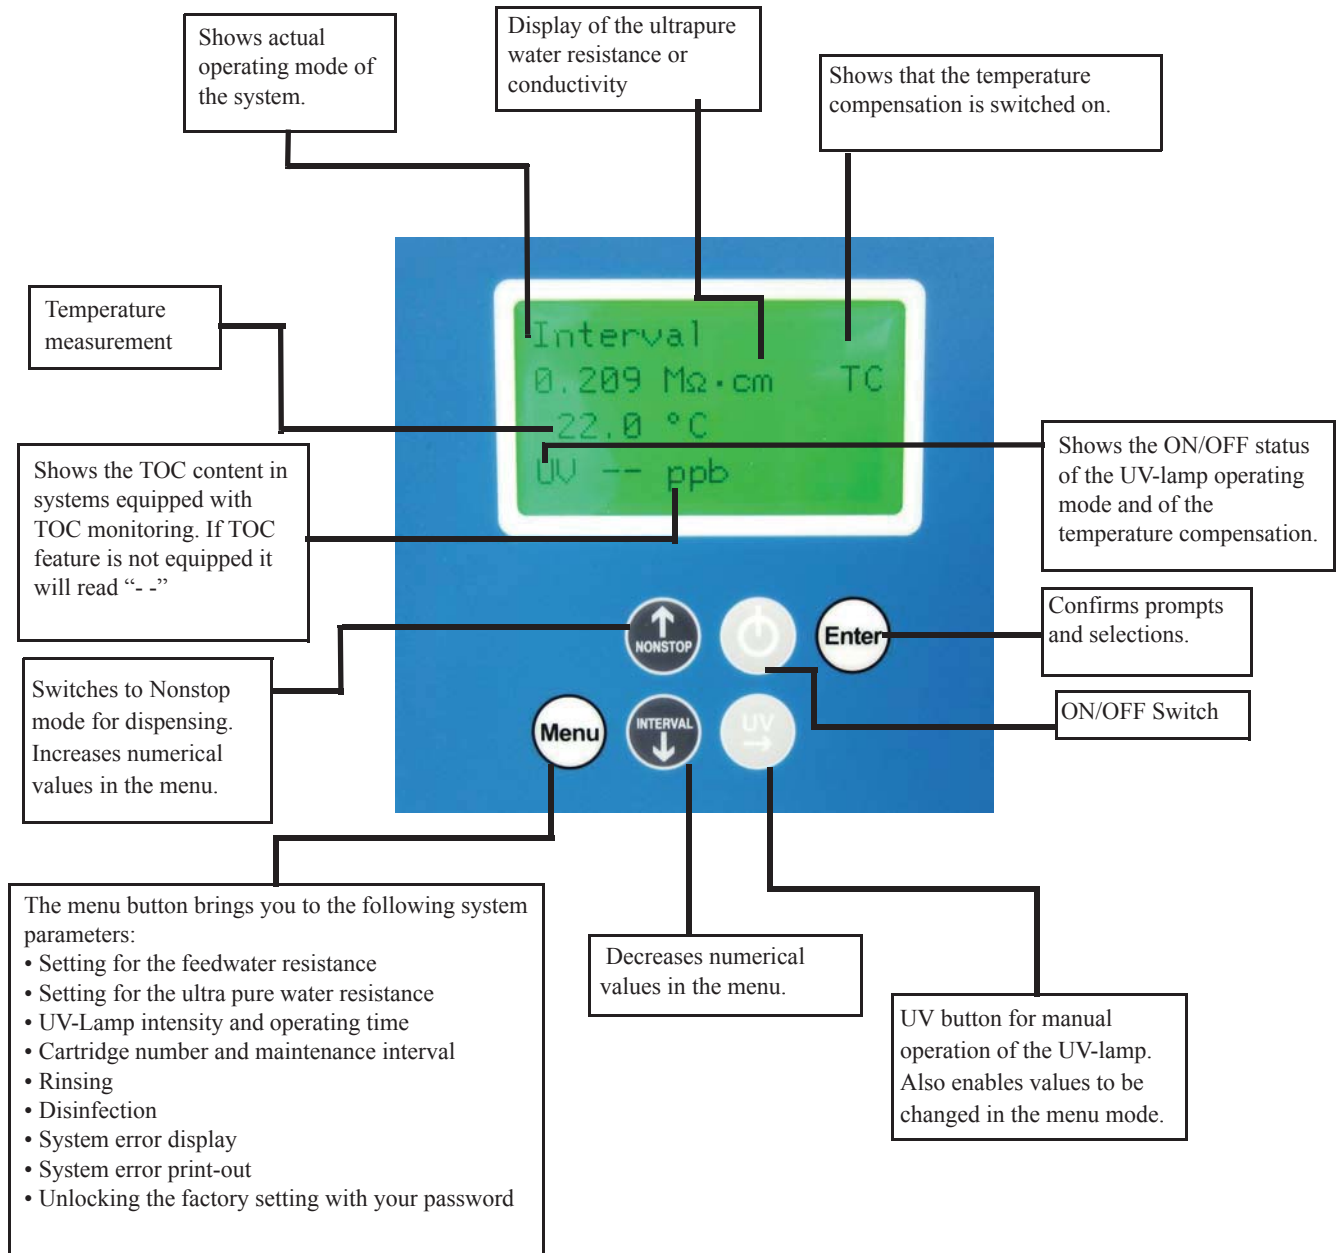 Shows actual
operating mode of
the system.
Display of the ultrapure
water resistance or
conductivity
Shows that the temperature
compensation is switched on.
Temperature
measurement
Interval
0.209 MΩ·cm TC
22.0 °C
UV -- ppb
Shows the TOC content in
systems equipped with
TOC monitoring. If TOC
feature is not equipped it
will read “- -”
Shows the ON/OFF status
of the UV-lamp operating
mode and of the
temperature compensation.
Switches to Nonstop
mode for dispensing.
Increases numerical
values in the menu.
NONSTOP
Enter
Confirms prompts
and selections.
Menu
INTERVAL
UV
ON/OFF Switch
The menu button brings you to the following system
parameters:
• Setting for the feedwater resistance
• Setting for the ultra pure water resistance
• UV-Lamp intensity and operating time
• Cartridge number and maintenance interval
• Rinsing
• Disinfection
• System error display
• System error print-out
• Unlocking the factory setting with your password
Decreases numerical
values in the menu.
UV button for manual
operation of the UV-lamp.
Also enables values to be
changed in the menu mode.